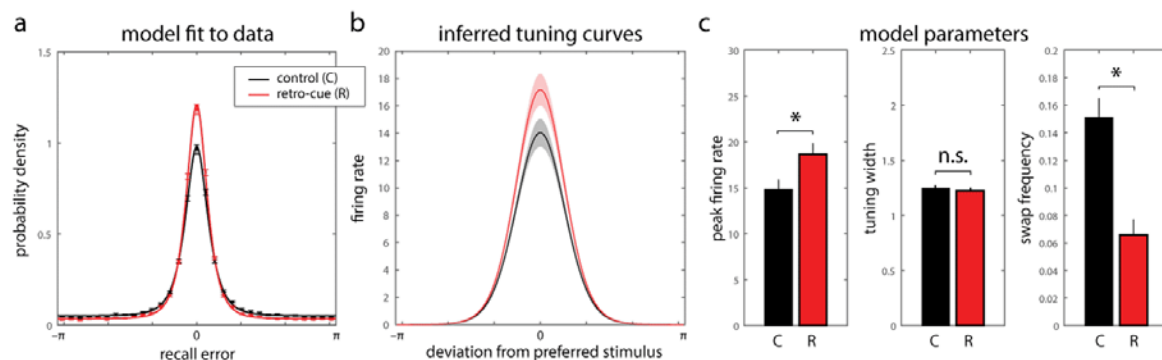 a
model fit to data
1.5
1
0.5
0
probability density
−π
0
π
recall error
control (C)
retro-cue (R)
b
inferred tuning curves
20
18
16
14
12
10
8
6
4
2
0
firing rate
−π
0
π
deviation from preferred stimulus
c
model parameters
30
25
20
15
10
5
0
peak firing rate
*
C
R
2.5
2
1.5
1
0.5
0
tuning width
n.s.
C
R
0.2
0.18
0.16
0.14
0.12
0.1
0.08
0.06
0.04
0.02
0
swap frequency
*
C
R